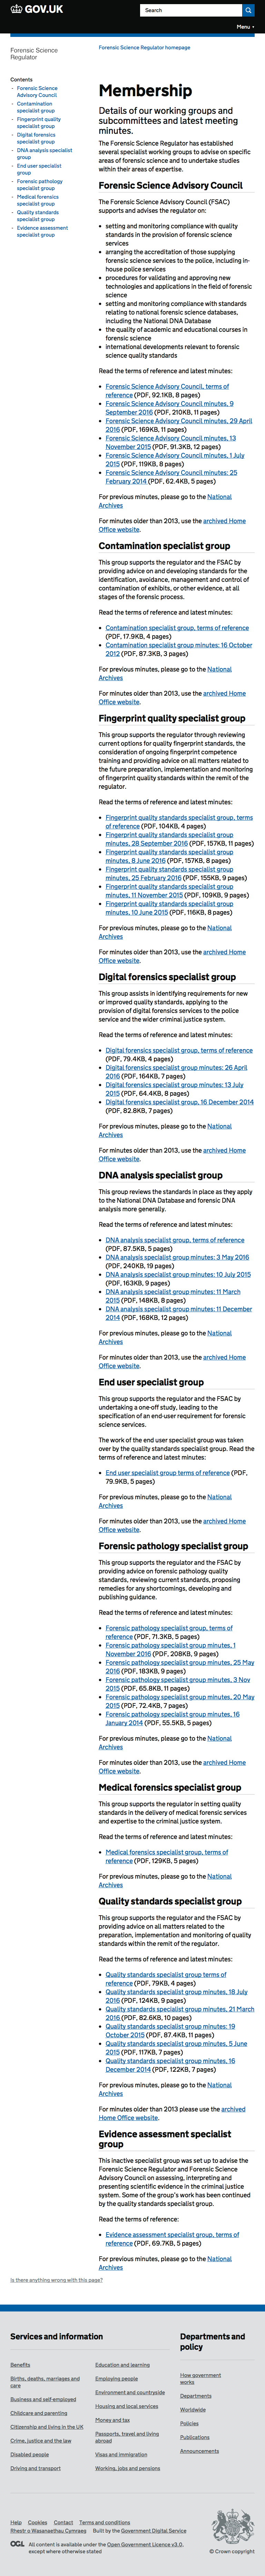 GOV.UK
Search
Menu
Forensic Science
Regulator
Forensic Science Regulator homepage
Contents
Forensic Science
Advisory Council
Contamination
specialist group
Fingerprint quality
specialist group
Digital forensics
specialist group
DNA analysis specialist
group
End user specialist
group
Forensic pathology
specialist group
Medical forensics
specialist group
Quality standards
specialist group
Evidence assessment
specialist group
Membership
Details of our working groups and
subcommittees and latest meeting
minutes.
The Forensic Science Regulator has established
several specialist working groups to advise on specific
areas of forensic science and to undertake studies
where necessary.
Forensic Science Advisory Council
The Forensic Science Advisory Council (FSAC)
supports and advises the regulator on:
setting and monitoring compliance with quality
standards in the provision of forensic science
services
arranging the accreditation of those supplying
forensic science services to the police, including in-
house police services
procedures for validating and approving new
technologies and applications in the field of forensic
science
setting and monitoring compliance with standards
relating to national forensic science databases,
including the National DNA Database
the quality of academic and educational courses in
forensic science
international developments relevant to forensic
science quality standards
Read the terms of reference and latest minutes:
Forensic Science Advisory Council, terms of
reference (PDF, 92.1KB, 8 pages)
Forensic Science Advisory Council minutes, 9
September 2016 (PDF, 210KB, 11 pages)
Forensic Science Advisory Council minutes, 29 April
2016 (PDF, 169KB, 11 pages)
Forensic Science Advisory Council minutes, 13
November 2015 (PDF, 91.3KB, 12 pages)
Forensic Science Advisory Council minutes, 1 July
2015 (PDF, 119KB, 8 pages)
Forensic Science Advisory Council minutes: 25
February 2014 (PDF, 62.4KB, 5 pages)
For previous minutes, please go to the National
Archives
For minutes older than 2013, use the archived Home
Office website.
Contamination specialist group
This group supports the regulator and the FSAC by
providing advice on developing standards for the
identification, avoidance, management and control of
contamination, which might affect the reliability of
DNA, or other trace evidence, at all
stages of the forensic process.
Read the terms of reference and latest minutes:
Contamination specialist group, terms of reference
(PDF, 17.9KB, 4 pages)
Contamination specialist group minutes: 16 October
2012 (PDF, 87.3KB, 3 pages)
For previous minutes, please go to the National
Archives
For minutes older than 2013, use the archived Home
Office website.
Fingerprint quality specialist group
This group supports the regulator through reviewing
current options for quality fingerprint standards, the
consideration of ongoing fingerprint competence
training and providing advice on all matters related to
the preparation, implementation and monitoring
of fingerprint quality standards within the remit of the
regulator.
Read the terms of reference and latest minutes:
Fingerprint quality standards specialist group, terms
of reference (PDF, 104KB, 4 pages)
Fingerprint quality standards specialist group
minutes, 28 September 2016 (PDF, 157KB, 11 pages)
Fingerprint quality standards specialist group
minutes, 8 June 2016 (PDF, 157KB, 8 pages)
Fingerprint quality standards specialist group
minutes, 25 February 2016 (PDF, 155KB, 9 pages)
Fingerprint quality standards specialist group
minutes, 11 November 2015 (PDF, 109KB, 9 pages)
Fingerprint quality standards specialist group
minutes, 10 June 2015 (PDF, 116KB, 8 pages)
For previous minutes, please go to the National
Archives
For minutes older than 2013, use the archived Home
Office website.
Digital forensics specialist group
This group assists in identifying requirements for new
or improved quality standards, applying to the
provision of digital forensics services to the police
service and the wider criminal justice system.
Read the terms of reference and latest minutes:
Digital forensics specialist group, terms of reference
(PDF, 79.4KB, 4 pages)
Digital forensics specialist group minutes: 26 April
2016 (PDF, 164KB, 7 pages)
Digital forensics specialist group minutes: 13 July
2015 (PDF, 64.4KB, 8 pages)
Digital forensics specialist group, 16 December 2014
(PDF, 82.8KB, 7 pages)
For previous minutes, please go to the National
Archives
For minutes older than 2013, use the archived Home
Office website.
DNA analysis specialist group
This group reviews the standards in place as they apply
to the National DNA Database and forensic DNA
analysis more generally.
Read the terms of reference and latest minutes:
DNA analysis specialist group, terms of reference
(PDF, 87.5KB, 5 pages)
DNA analysis specialist group minutes: 3 May 2016
(PDF, 240KB, 19 pages)
DNA analysis specialist group minutes: 10 July 2015
(PDF, 163KB, 9 pages)
DNA analysis specialist group minutes: 11 March
2015 (PDF, 148KB, 8 pages)
DNA analysis specialist group minutes: 11 December
2014 (PDF, 168KB, 12 pages)
For previous minutes, please go to the National
Archives
For minutes older than 2013, use the archived Home
Office website.
End user specialist group
This group supports the regulator and the FSAC by
undertaking a one-off task, leading to the
specification of an end-user requirement for forensic
science.
The work of the end user specialist group was taken
over by the quality standards specialist group. Read the
terms of reference and latest minutes:
End user specialist group terms of reference (PDF,
79.9KB, 5 pages)
For previous minutes, please go to the National
Archives
For minutes older than 2013, use the archived Home
Office website.
Forensic pathology specialist group
This group supports the regulator and the FSAC by
providing advice on forensic pathology quality
standards, reviewing current standards, proposing
new standards where required, and developing
published guidance.
Read the terms of reference and latest minutes:
Forensic pathology specialist group, terms of
reference (PDF, 71.3KB, 5 pages)
Forensic pathology specialist group minutes, 1
November 2016 (PDF, 208KB, 9 pages)
Forensic pathology specialist group minutes, 25 May
2016 (PDF, 183KB, 9 pages)
Forensic pathology specialist group minutes, 3 Nov
2015 (PDF, 65.8KB, 11 pages)
Forensic pathology specialist group minutes, 20 May
2015 (PDF, 72.4KB, 7 pages)
Forensic pathology specialist group minutes, 16
January 2014 (PDF, 55.5KB, 5 pages)
For previous minutes, please go to the National
Archives
For minutes older than 2013, use the archived Home
Office website.
Medical forensics specialist group
This group supports the regulator in setting quality
standards in the delivery of medical forensic services
and expertise to the criminal justice system.
Read the terms of reference and latest minutes:
Medical forensics specialist group, terms of
reference (PDF, 129KB, 5 pages)
For previous minutes, please go to the National
Archives
Quality standards specialist group
This group supports the regulator and the FSAC by
providing advice on all matters related to the
preparation, implementation and monitoring of
quality standards that are
within the remit of the regulator.
Read the terms of reference and latest minutes:
Quality standards specialist group terms of
reference (PDF, 79KB, 4 pages)
Quality standards specialist group minutes, 18 July
2016 (PDF, 124KB, 9 pages)
Quality standards specialist group minutes, 21 March
2016 (PDF, 82.6KB, 10 pages)
Quality standards specialist group minutes: 19
October 2015 (PDF, 87.4KB, 11 pages)
Quality standards specialist group minutes, 5 June
2015 (PDF, 117KB, 7 pages)
Quality standards specialist group minutes, 16
December 2014 (PDF, 122KB, 7 pages)
For previous minutes, please go to the National
Archives
For minutes older than 2013 please use the archived
Home Office website.
Evidence assessment specialist
group
This inactive specialist group was set up to advise the
Forensic Science Regulator and Forensic Science
Advisory Council on assessing, and interpreting
scientific evidence at the investigative
stage. Some of the group's work has been continued
by the quality standards specialist group.
Read the terms of reference:
Evidence assessment specialist group, terms of
reference (PDF, 69.7KB, 5 pages)
For previous minutes, please go to the National
Archives
Is there anything wrong with this page?
Services and information
Benefits
Births, deaths, marriages and
care
Business and self-employed
Childcare and parenting
Citizenship and living in the UK
Crime, justice and the law
Disabled people
Driving and transport
Education and learning
Employing people
Environment and countryside
Housing and local services
Money and tax
Passports, travel and living
abroad
Visas and immigration
Working, jobs and pensions
Departments and
policy
How government
works
Departments
Worldwide
Policies
Publications
Announcements
Help Cookies Contact Terms and conditions
Rhestr o Wasanaethau Cymraeg Built by the Government Digital Service
OGL All content is available under the Open Government Licence v3.0,
except where otherwise stated
© Crown copyright